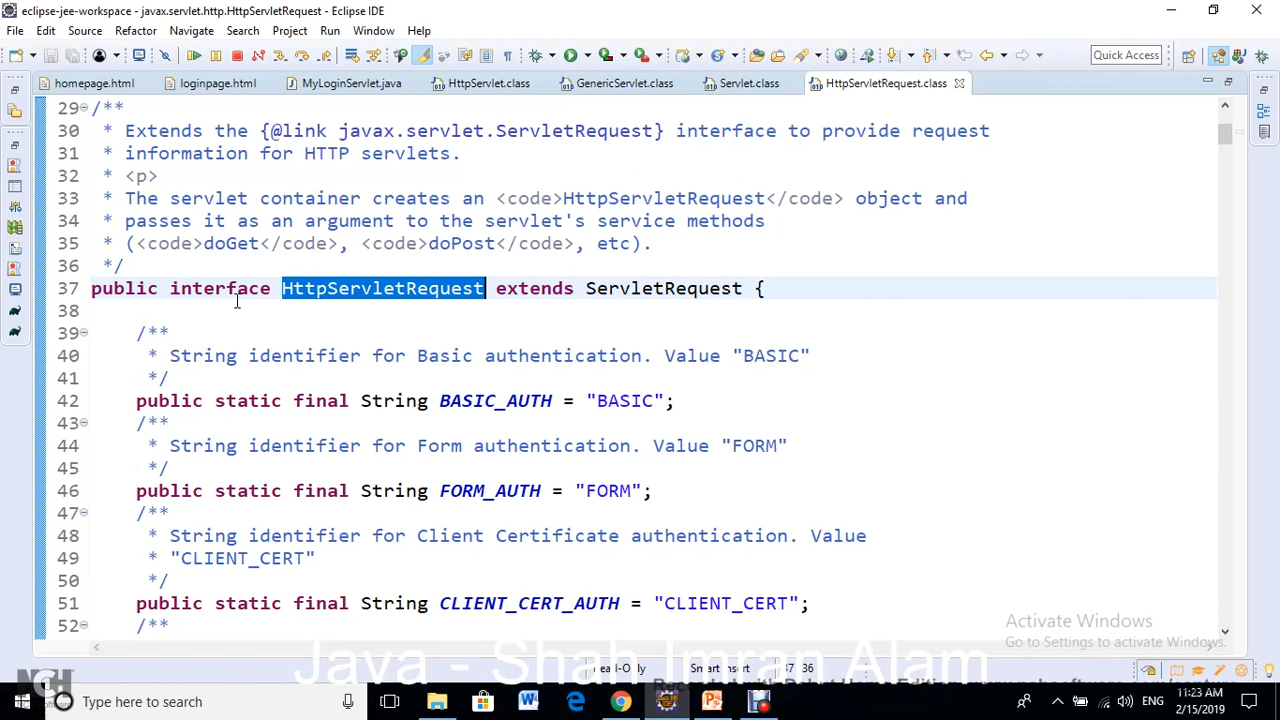 eclipse-jee-workspace - javax.servlet.http.HttpServletRequest - Eclipse IDE
File Edit Source Refactor Navigate Search Project Run Window Help
Quick Access
homepage.html loginpage.html MyLoginServlet.java HttpServlet.class GenericServlet.class Servlet.class HttpServletRequest.class
29 /**
30 * Extends the {@link javax.servlet.ServletRequest} interface to provide request
31 * information for HTTP servlets.
32 * <p>
33 * The servlet container creates an <code>HttpServletRequest</code> object and
34 * passes it as an argument to the servlet's service methods
35 * (<code>doGet</code>, <code>doPost</code>, etc).
36 */
37 public interface HttpServletRequest extends ServletRequest {
38
39 /**
40 * String identifier for Basic authentication. Value "BASIC"
41 */
42 public static final String BASIC_AUTH = "BASIC";
43 /**
44 * String identifier for Form authentication. Value "FORM"
45 */
46 public static final String FORM_AUTH = "FORM";
47 /**
48 * String identifier for Client Certificate authentication. Value
49 * "CLIENT_CERT"
50 */
51 public static final String CLIENT_CERT_AUTH = "CLIENT_CERT";
52 /**
Activate Windows
Go to Settings to activate Windows.
Java - Shah Imran Alam
Read-Only Smart Insert 37 : 36
NCH
Type here to search
ENG
11:23 AM
2/15/2019